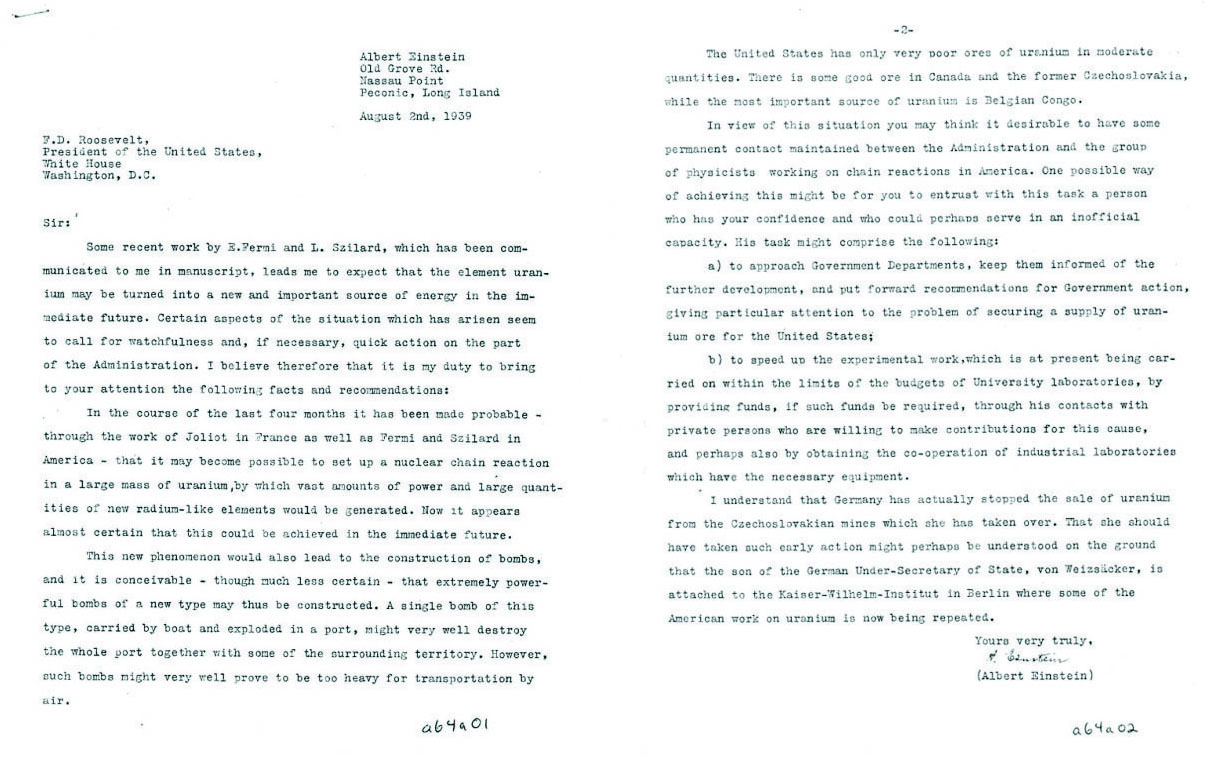 Albert Einstein
Old Grove Rd.
Nassau Point
Peconic, Long Island
August 2nd, 1939
F.D. Roosevelt,
President of the United States,
White House
Washington, D.C.
Sir:
Some recent work by E.Fermi and L. Szilard, which has been com-
municated to me in manuscript, leads me to expect that the element uran-
ium may be turned into a new and important source of energy in the im-
mediate future. Certain aspects of the situation which has arisen seem
to call for watchfulness and, if necessary, quick action on the part
of the Administration. I believe therefore that it is my duty to bring
to your attention the following facts and recommendations:
In the course of the last four months it has been made probable -
through the work of Joliot in France as well as Fermi and Szilard in
America - that it may become possible to set up a nuclear chain reaction
in a large mass of uranium,by which vast amounts of power and large quant-
ities of new radium-like elements would be generated. Now it appears
almost certain that this could be achieved in the immediate future.
This new phenomenon would also lead to the construction of bombs,
and it is conceivable - though much less certain - that extremely power-
ful bombs of a new type may thus be constructed. A single bomb of this
type, carried by boat and exploded in a port, might very well destroy
the whole port together with some of the surrounding territory. However,
such bombs might very well prove to be too heavy for transportation by
air.
a64a01
-2-
The United States has only very poor ores of uranium in moderate
quantities. There is some good ore in Canada and the former Czechoslovakia,
while the most important source of uranium is Belgian Congo.
In view of this situation you may think it desirable to have some
permanent contact maintained between the Administration and the group
of physicists working on chain reactions in America. One possible way
of achieving this might be for you to entrust with this task a person
who has your confidence and who could perhaps serve in an inofficial
capacity. His task might comprise the following:
a) to approach Government Departments, keep them informed of the
further development, and put forward recommendations for Government action,
giving particular attention to the problem of securing a supply of uran-
ium ore for the United States;
b) to speed up the experimental work,which is at present being car-
ried on within the limits of the budgets of University laboratories, by
providing funds, if such funds be required, through his contacts with
private persons who are willing to make contributions for this cause,
and perhaps also by obtaining the co-operation of industrial laboratories
which have the necessary equipment.
I understand that Germany has actually stopped the sale of uranium
from the Czechoslovakian mines which she has taken over. That she should
have taken such early action might perhaps be understood on the ground
that the son of the German Under-Secretary of State, von Weizsäcker, is
attached to the Kaiser-Wilhelm-Institut in Berlin where some of the
American work on uranium is now being repeated.
Yours very truly,
A. Einstein
(Albert Einstein)
a64a02